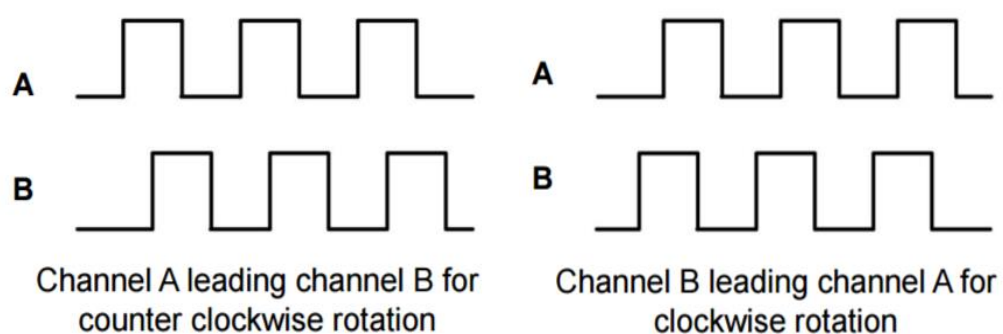 A
B
Channel A leading channel B for
counter clockwise rotation
A
B
Channel B leading channel A for
clockwise rotation